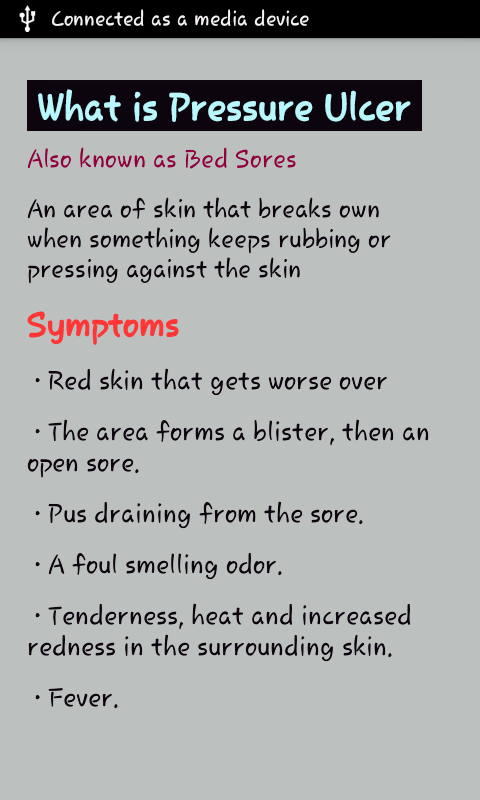 Connected as a media device
What is Pressure Ulcer
Also known as Bed Sores
An area of skin that breaks own
when something keeps rubbing or
pressing against the skin
Symptoms
• Red skin that gets worse over
• The area forms a blister, then an
open sore.
• Pus draining from the sore.
• A foul smelling odor.
• Tenderness, heat and increased
redness in the surrounding skin.
• Fever.